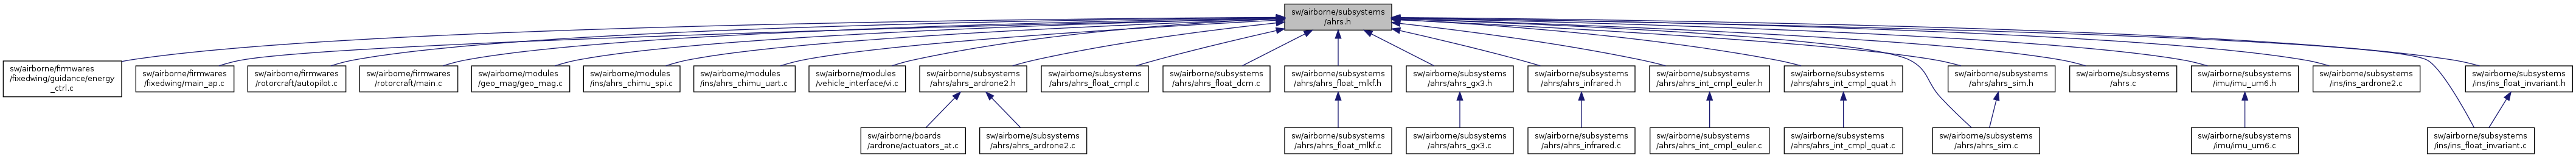 sw/airborne/subsystems
/ahrs.h
sw/airborne/firmwares
/fixedwing/guidance/energy
_ctrl.c
sw/airborne/firmwares
/fixedwing/main_ap.c
sw/airborne/firmwares
/rotorcraft/autopilot.c
sw/airborne/firmwares
/rotorcraft/main.c
sw/airborne/modules
/geo_mag/geo_mag.c
sw/airborne/modules
/ins/ahrs_chimu_spi.c
sw/airborne/modules
/ins/ahrs_chimu_uart.c
sw/airborne/modules
/vehicle_interface/vi.c
sw/airborne/subsystems
/ahrs/ahrs_ardrone2.h
sw/airborne/subsystems
/ahrs/ahrs_float_cmpl.c
sw/airborne/subsystems
/ahrs/ahrs_float_dcm.c
sw/airborne/subsystems
/ahrs/ahrs_float_mlkf.h
sw/airborne/subsystems
/ahrs/ahrs_gx3.h
sw/airborne/subsystems
/ahrs/ahrs_infrared.h
sw/airborne/subsystems
/ahrs/ahrs_int_cmpl_euler.h
sw/airborne/subsystems
/ahrs/ahrs_int_cmpl_quat.h
sw/airborne/subsystems
/ahrs/ahrs_sim.h
sw/airborne/subsystems
/ahrs.c
sw/airborne/subsystems
/imu/imu_um6.h
sw/airborne/subsystems
/ins/ins_ardrone2.c
sw/airborne/subsystems
/ins/ins_float_invariant.h
sw/airborne/boards
/ardrone/actuators_at.c
sw/airborne/subsystems
/ahrs/ahrs_ardrone2.c
sw/airborne/subsystems
/ahrs/ahrs_float_mlkf.c
sw/airborne/subsystems
/ahrs/ahrs_gx3.c
sw/airborne/subsystems
/ahrs/ahrs_infrared.c
sw/airborne/subsystems
/ahrs/ahrs_int_cmpl_euler.c
sw/airborne/subsystems
/ahrs/ahrs_int_cmpl_quat.c
sw/airborne/subsystems
/ahrs/ahrs_sim.c
sw/airborne/subsystems
/imu/imu_um6.c
sw/airborne/subsystems
/ins/ins_float_invariant.c